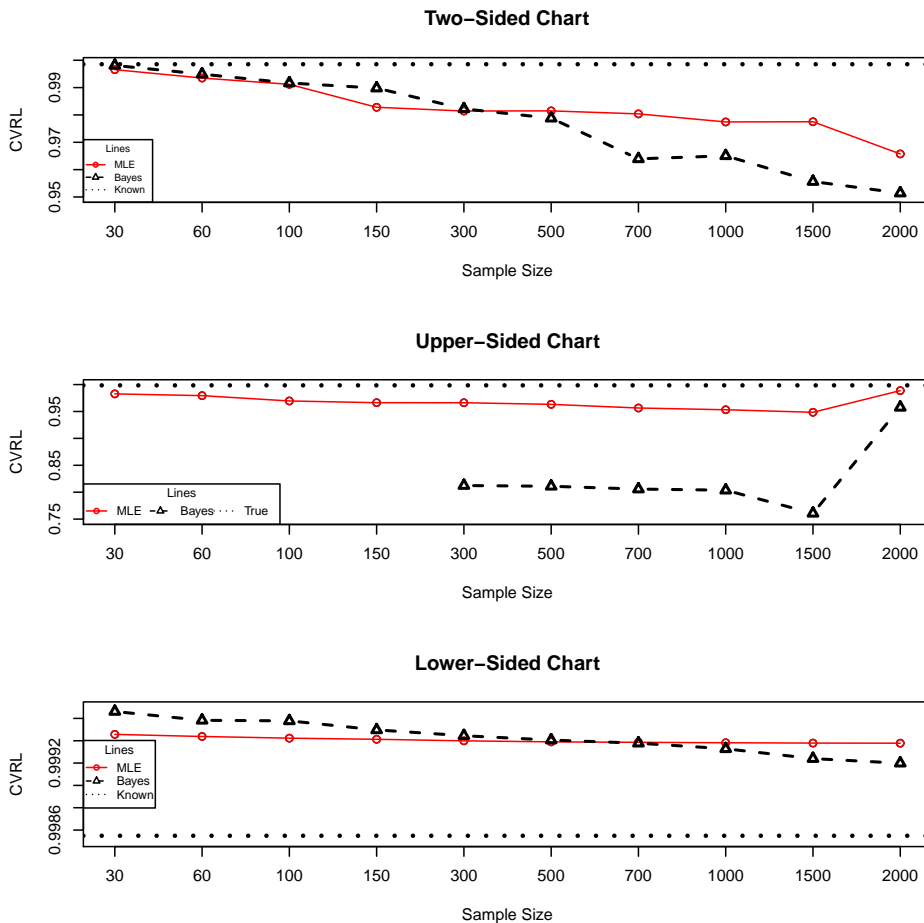 Two−Sided Chart
CVRL
0.99
0.97
0.95
Lines
MLE
Bayes
Known
30 60 100 150 300 500 700 1000 1500 2000
Sample Size
Upper−Sided Chart
CVRL
0.95
0.85
0.75
Lines
MLE Bayes True
30 60 100 150 300 500 700 1000 1500 2000
Sample Size
Lower−Sided Chart
CVRL
0.9992
0.9986
Lines
MLE
Bayes
Known
30 60 100 150 300 500 700 1000 1500 2000
Sample Size